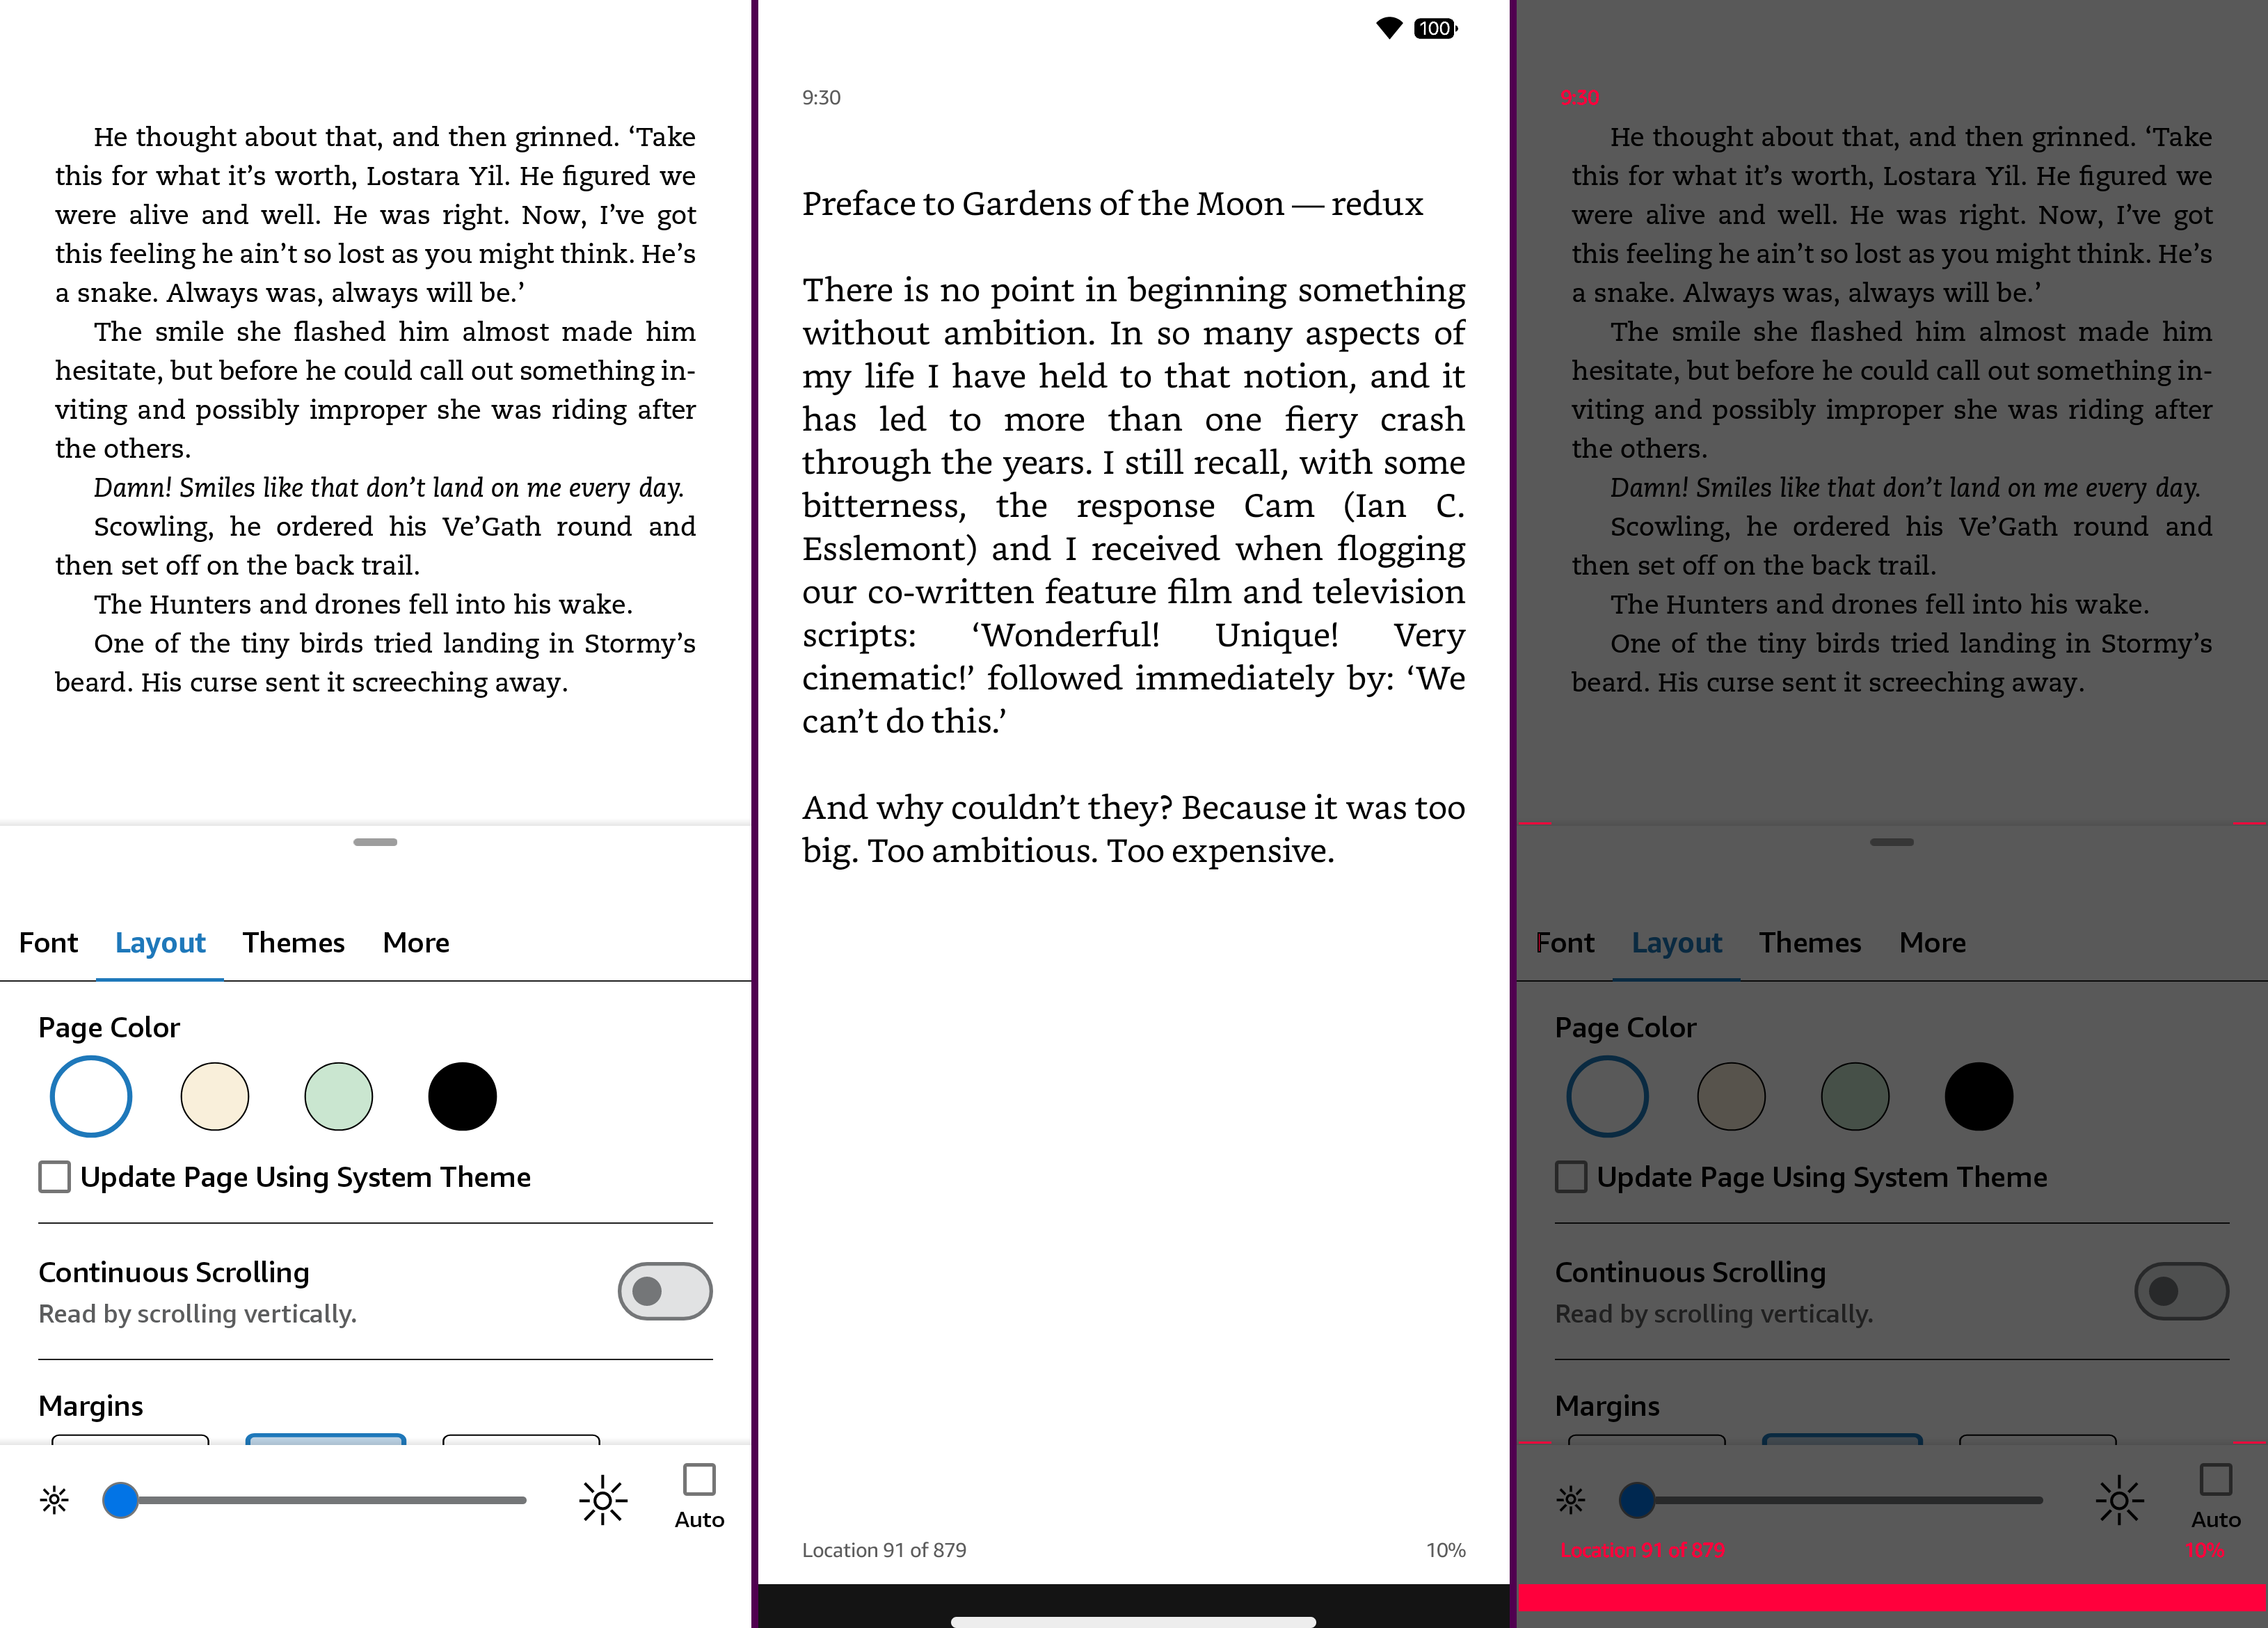 He thought about that, and then grinned. ‘Take
this for what it’s worth, Lostara Yil. He figured we
were alive and well. He was right. Now, I’ve got
this feeling he ain’t so lost as you might think. He’s
a snake. Always was, always will be.’
The smile she flashed him almost made him
hesitate, but before he could call out something in-
viting and possibly improper she was riding after
the others.
Damn! Smiles like that don’t land on me every day.
Scowling, he ordered his Ve’Gath round and
then set off on the back trail.
The Hunters and drones fell into his wake.
One of the tiny birds tried landing in Stormy’s
beard. His curse sent it screeching away.
Font Layout Themes More
Page Color
Update Page Using System Theme
Continuous Scrolling
Read by scrolling vertically.
Margins
Auto
100
9:30
Preface to Gardens of the Moon — redux
There is no point in beginning something
without ambition. In so many aspects of
my life I have held to that notion, and it
has led to more than one fiery crash
through the years. I still recall, with some
bitterness, the response Cam (Ian C.
Esslemont) and I received when flogging
our co-written feature film and television
scripts: ‘Wonderful! Unique! Very
cinematic!’ followed immediately by: ‘We
can’t do this.’
And why couldn’t they? Because it was too
big. Too ambitious. Too expensive.
Location 91 of 879 10%
9:30
He thought about that, and then grinned. ‘Take
this for what it’s worth, Lostara Yil. He figured we
were alive and well. He was right. Now, I’ve got
this feeling he ain’t so lost as you might think. He’s
a snake. Always was, always will be.’
The smile she flashed him almost made him
hesitate, but before he could call out something in-
viting and possibly improper she was riding after
the others.
Damn! Smiles like that don’t land on me every day.
Scowling, he ordered his Ve’Gath round and
then set off on the back trail.
The Hunters and drones fell into his wake.
One of the tiny birds tried landing in Stormy’s
beard. His curse sent it screeching away.
Font Layout Themes More
Page Color
Update Page Using System Theme
Continuous Scrolling
Read by scrolling vertically.
Margins
Auto
Location 91 of 879 10%